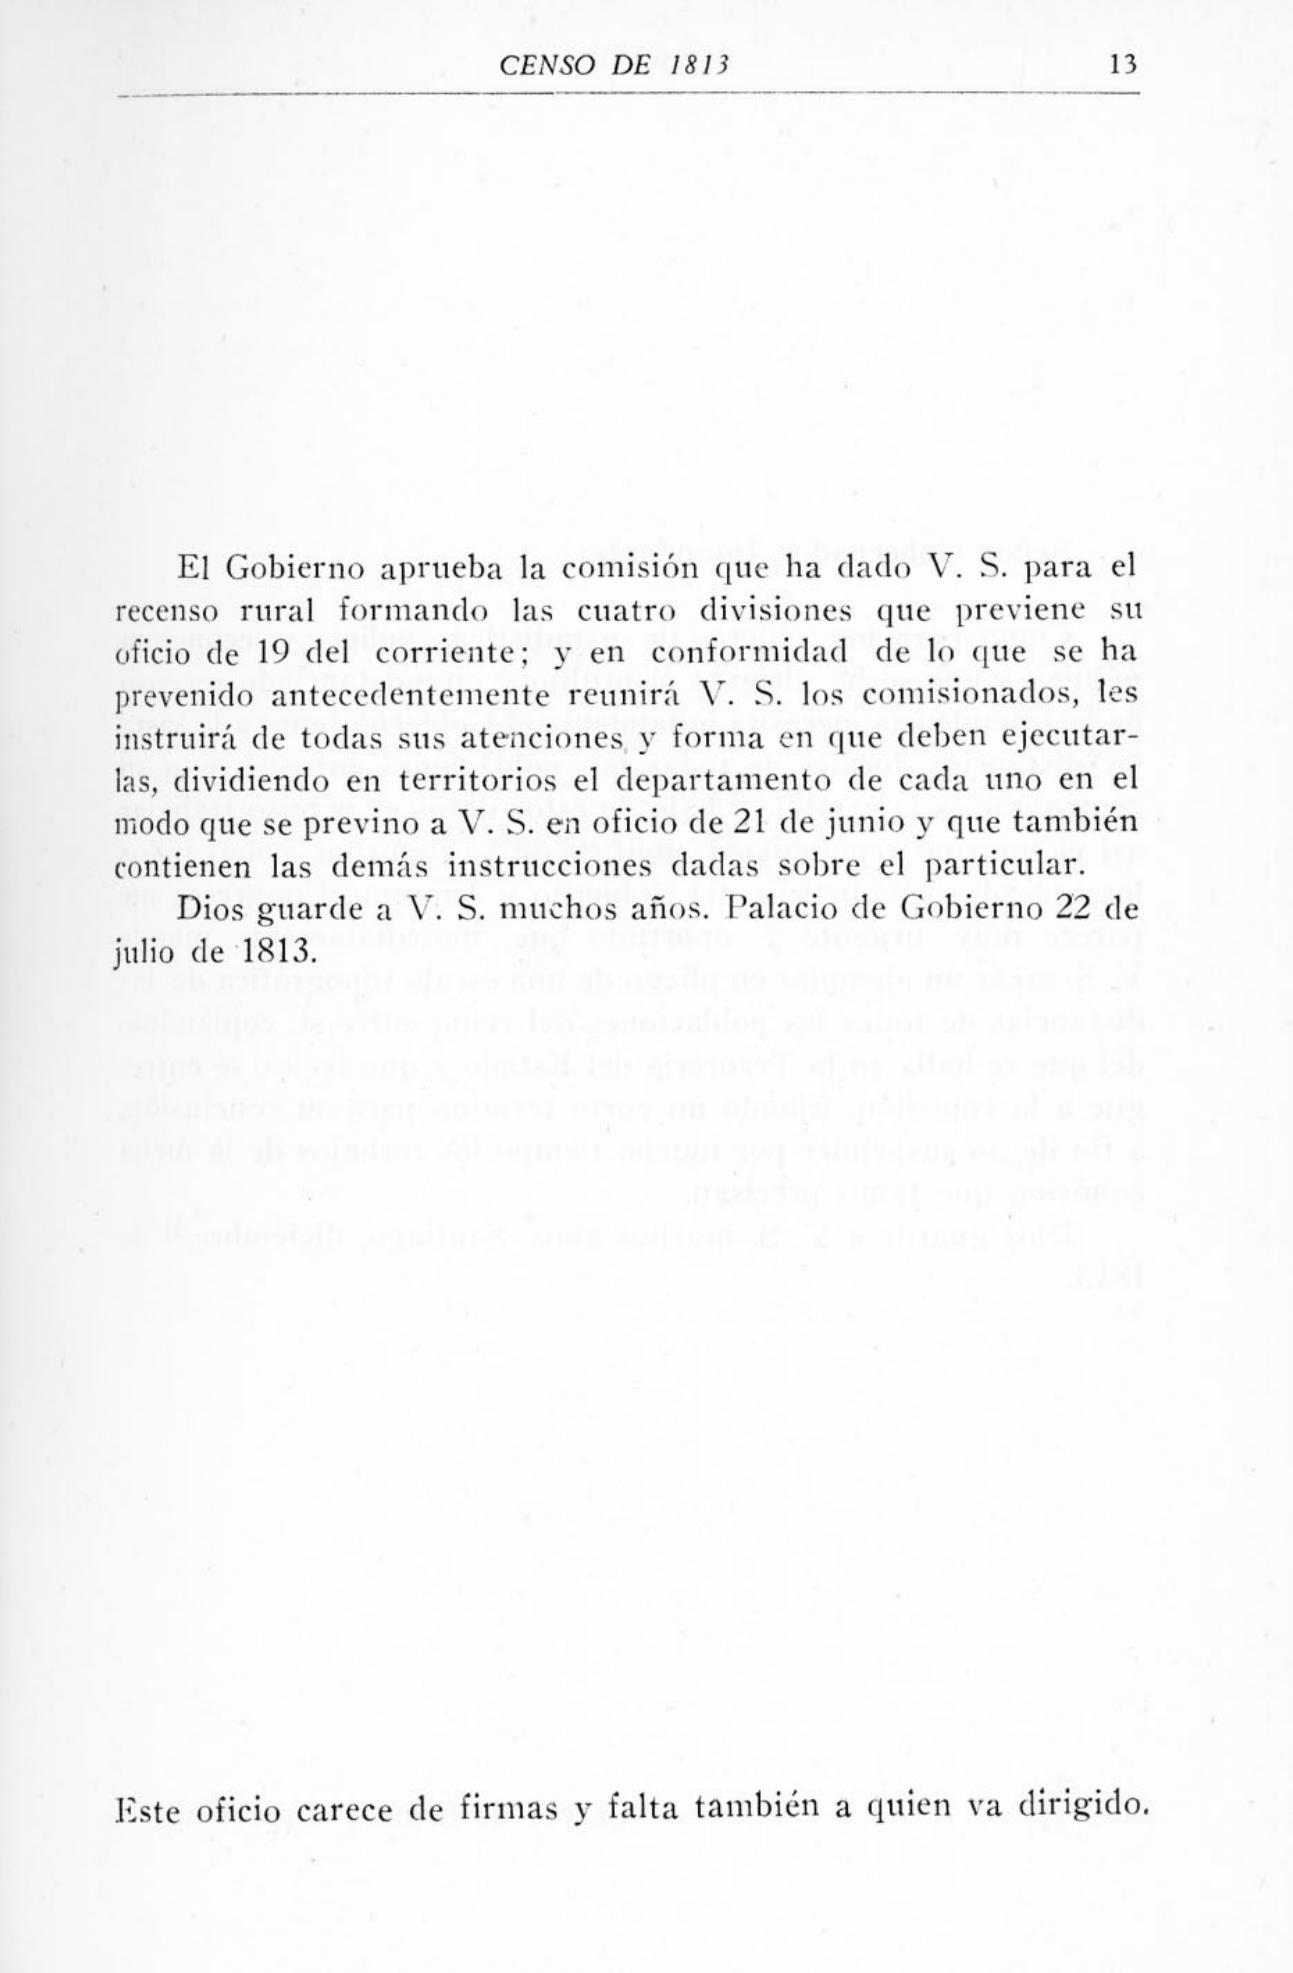 CENSO DE 1813 13
El Gobierno aprueba la comisión que ha dado V. S. para el
recenso rural formando las cuatro divisiones que previene su
oficio de 19 del corriente; y en conformidad de lo que se ha
prevenido antecedentemente reunirá V. S. los comisionados, les
instruirá de todas sus atenciones, y forma en que deben ejecutar-
las, dividiendo en territorios el departamento de cada uno en el
modo que se previno a V. S. en oficio de 21 de junio y que también
contienen las demás instrucciones dadas sobre el particular.
Dios guarde a V. S. muchos años. Palacio de Gobierno 22 de
julio de 1813.
Este oficio carece de firmas y falta también a quien va dirigido.